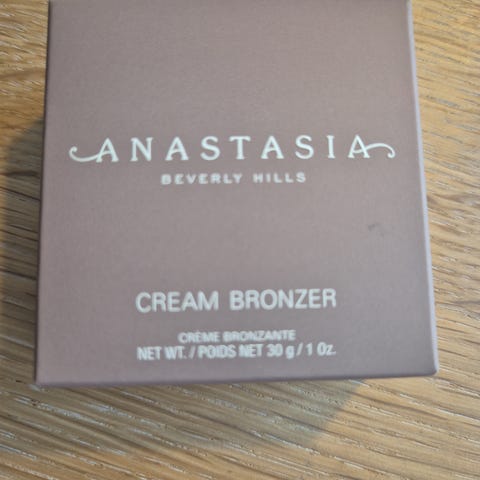 ANASTASIA
BEVERLY HILLS
CREAM BRONZER
CRÈME BRONZANTE
NET WT. / POIDS NET 30 g / 1 Oz.